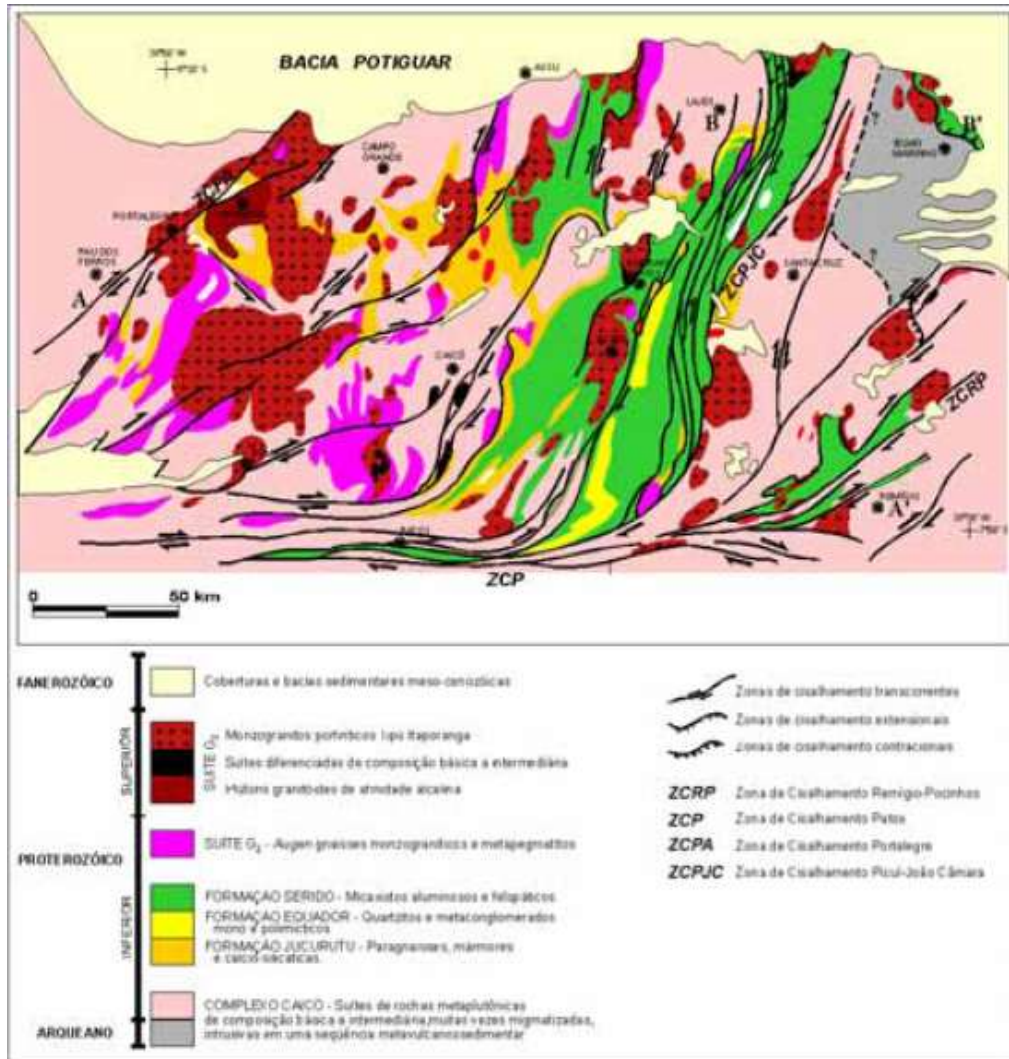 BACIA POTIGUAR
LAJES
B
B'
CAMPO
GRANDE
ZCPA
PORTALEGRE
PAU DOS
FERROS
A
SANTA CRUZ
ZCPJC
CAICÓ
ZCRP
A'
ZCP
0
50 km
FANEROZÓICO
Coberturas e bacias sedimentares meso-cenozóicas
SUPERIOR
SUITE G3
Monzogranitos porfiríticos tipo Itaporanga
Suítes diferenciadas de composição básica a intermediária
Plútons granitóides de afinidade alcalina
PROTEROZÓICO
SUITE G2 - Augen gnaisses monzograníticos e metapegmatitos
INFERIOR
FORMAÇÃO SERIDO - Micaxistos aluminosos e felspáticos
FORMAÇÃO EQUADOR - Quartzitos e metaconglomerados
mono e polimícticos
FORMAÇÃO JUCURUTU - Paragnaisses, mármores
e calcio-silicáticas.
COMPLEXO CAICÓ - Suítes de rochas metaplutônicas
de composição básica e intermediária, muitas vezes migmatizadas,
intrusivas em uma seqüência metavulcanossedimentar
ARQUEANO
Zonas de cisalhamento transcorrentes
Zonas de cisalhamento extensionais
Zonas de cisalhamento contracionais
ZCRP Zona de Cisalhamento Remígio-Pocinhos
ZCP Zona de Cisalhamento Patos
ZCPA Zona de Cisalhamento Portalegre
ZCPJC Zona de Cisalhamento Picuí-João Câmara